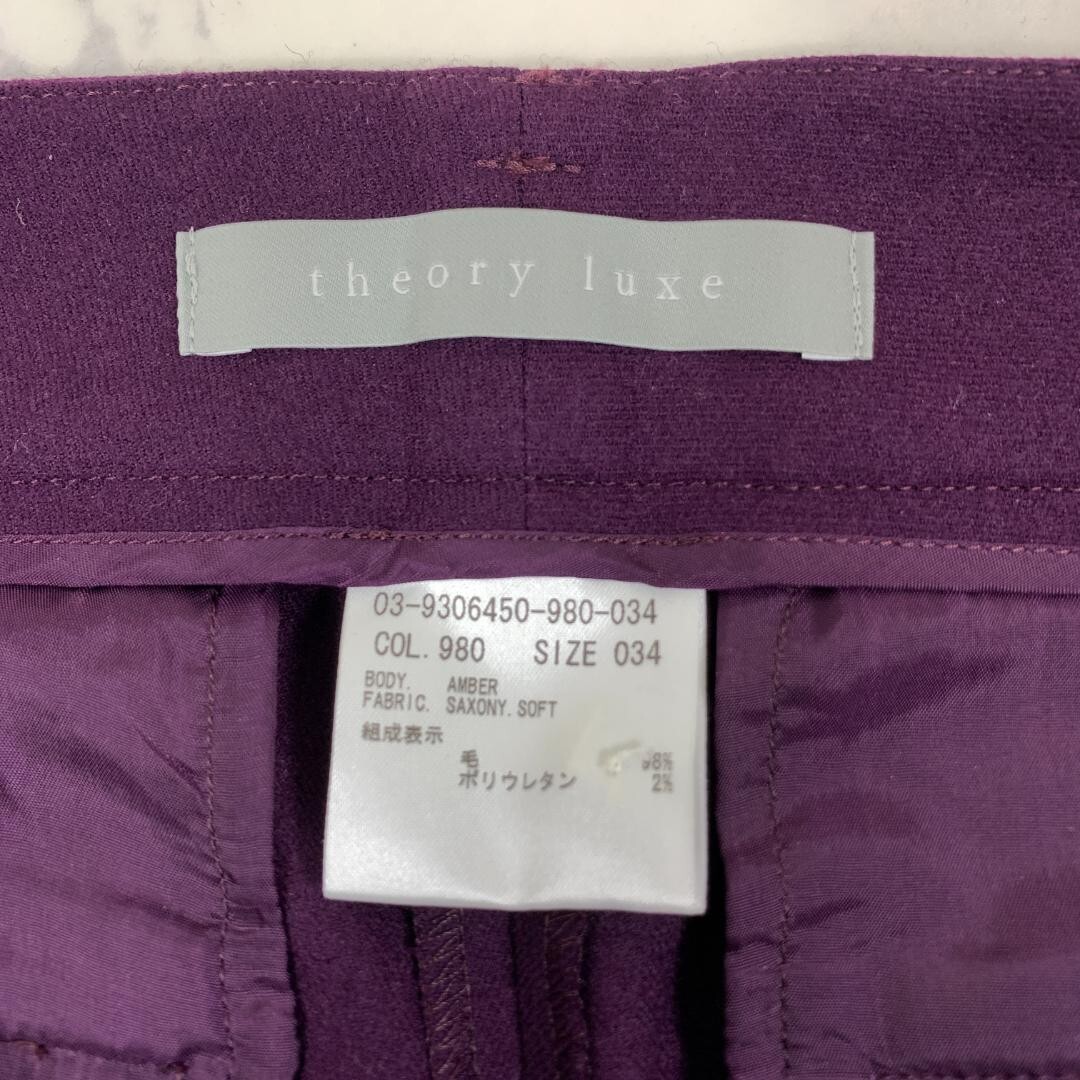 theory luxe
03-9306450-980-034
COL. 980 SIZE 034
BODY. AMBER
FABRIC. SAXONY.SOFT
組成表示
毛 98%
ポリウレタン 2%